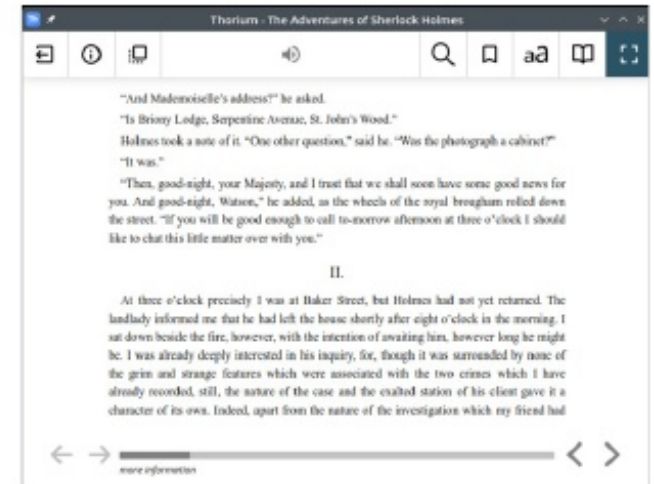 Thorium - The Adventures of Sherlock Holmes
aa
“And Mademoiselle’s address?” he asked.
“Is Briony Lodge, Serpentine Avenue, St. John’s Wood.”
Holmes took a note of it. “One other question,” said he. “Was the photograph a cabinet?”
“It was.”
“Then, good-night, your Majesty, and I trust that we shall soon have some good news for
you. And good-night, Watson,” he added, as the wheels of the royal brougham rolled down
the street. “If you will be good enough to call to-morrow afternoon at three o’clock I should
like to chat this little matter over with you.”
II.
At three o’clock precisely I was at Baker Street, but Holmes had not yet returned. The
landlady informed me that he had left the house shortly after eight o’clock in the morning. I
sat down beside the fire, however, with the intention of awaiting him, however long he might
be. I was already deeply interested in his inquiry, for, though it was surrounded by none of
the grim and strange features which were associated with the two crimes which I have
already recorded, still, the nature of the case and the exalted station of his client gave it a
character of its own. Indeed, apart from the nature of the investigation which my friend had
more information